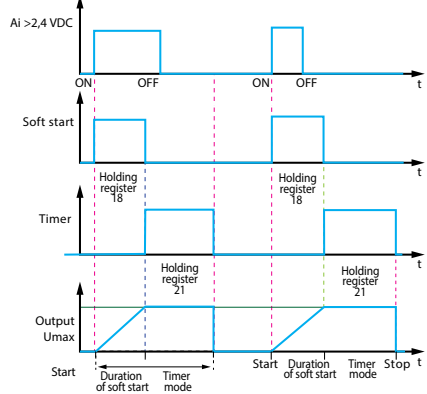 Ai >2,4 VDC
ON
OFF
ON
OFF
t
Soft start
t
Holding
register
18
Holding
register
18
Timer
t
Holding
register
21
Holding
register
21
Output
Umax
t
Start
Duration
of soft start
Timer
mode
Start
Duration
of soft start
Timer
mode
Stop